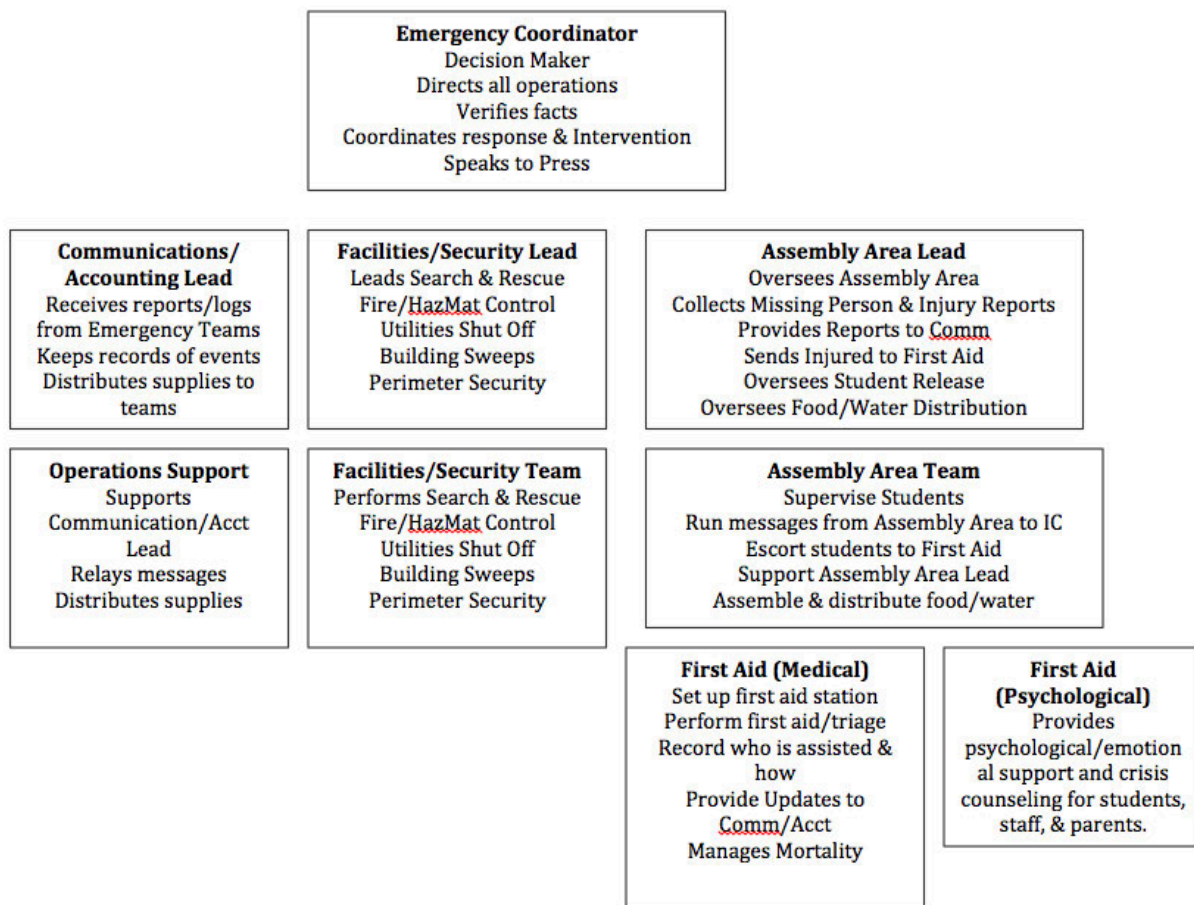 Emergency Coordinator
Decision Maker
Directs all operations
Verifies facts
Coordinates response & Intervention
Speaks to Press
Communications/
Accounting Lead
Receives reports/logs
from Emergency Teams
Keeps records of events
Distributes supplies to
teams
Facilities/Security Lead
Leads Search & Rescue
Fire/HazMat Control
Utilities Shut Off
Building Sweeps
Perimeter Security
Assembly Area Lead
Oversees Assembly Area
Collects Missing Person & Injury Reports
Provides Reports to Comm
Sends Injured to First Aid
Oversees Student Release
Oversees Food/Water Distribution
Operations Support
Supports
Communication/Acct
Lead
Relays messages
Distributes supplies
Facilities/Security Team
Performs Search & Rescue
Fire/HazMat Control
Utilities Shut Off
Building Sweeps
Perimeter Security
Assembly Area Team
Supervise Students
Run messages from Assembly Area to IC
Escort students to First Aid
Support Assembly Area Lead
Assemble & distribute food/water
First Aid (Medical)
Set up first aid station
Perform first aid/triage
Record who is assisted &
how
Provide Updates to
Comm/Acct
Manages Mortality
First Aid
(Psychological)
Provides
psychological/emotion
al support and crisis
counseling for students,
staff, & parents.